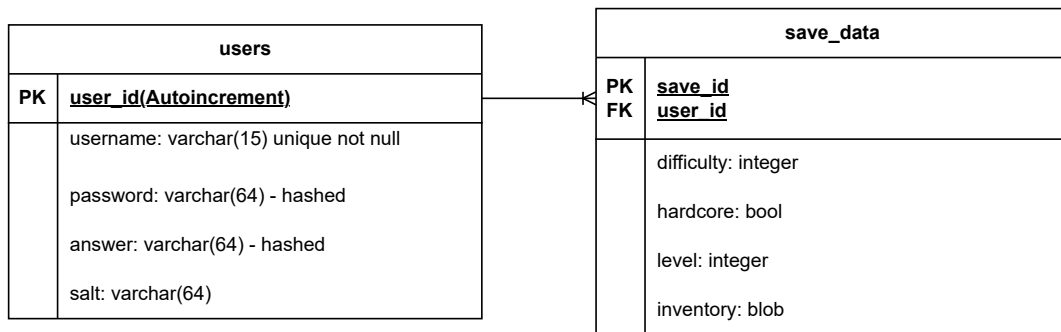 users
PK user_id(Autoincrement)
username: varchar(15) unique not null
password: varchar(64) - hashed
answer: varchar(64) - hashed
salt: varchar(64)
save_data
PK save_id
FK user_id
difficulty: integer
hardcore: bool
level: integer
inventory: blob